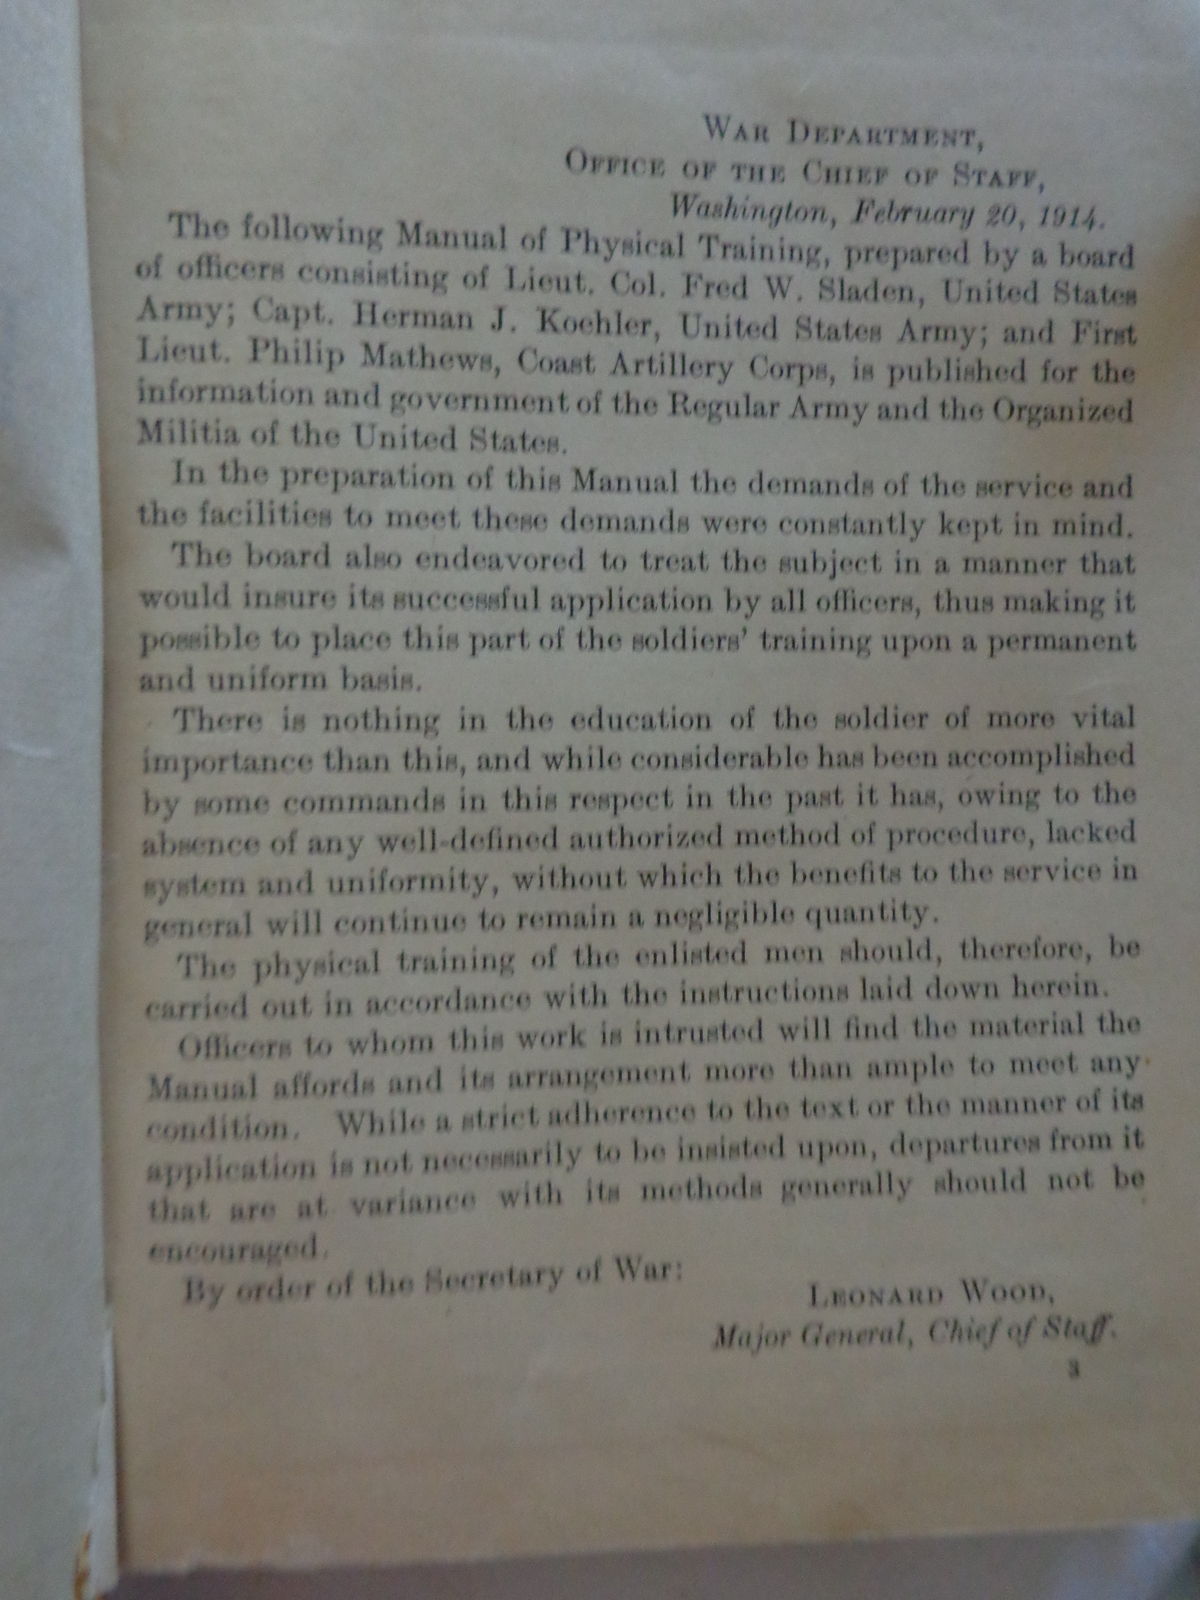 War Department,
Office of the Chief of Staff,
Washington, February 20, 1914.
The following Manual of Physical Training, prepared by a board
of officers consisting of Lieut. Col. Fred W. Sladen, United States
Army; Capt. Herman J. Koehler, United States Army; and First
Lieut. Philip Mathews, Coast Artillery Corps, is published for the
information and government of the Regular Army and the Organized
Militia of the United States.
In the preparation of this Manual the demands of the service and
the facilities to meet these demands were constantly kept in mind.
The board also endeavored to treat the subject in a manner that
would insure its successful application by all officers, thus making it
possible to place this part of the soldiers' training upon a permanent
and uniform basis.
There is nothing in the education of the soldier of more vital
importance than this, and while considerable has been accomplished
by some commands in this respect in the past it has, owing to the
absence of any well-defined authorized method of procedure, lacked
system and uniformity, without which the benefits to the service in
general will continue to remain a negligible quantity.
The physical training of the enlisted men should, therefore, be
carried out in accordance with the instructions laid down herein.
Officers to whom this work is intrusted will find the material the
Manual affords and its arrangement more than ample to meet any
condition. While a strict adherence to the text or the manner of its
application is not necessarily to be insisted upon, departures from it
that are at variance with its methods generally should not be
encouraged.
By order of the Secretary of War:
Leonard Wood,
Major General, Chief of Staff.
3